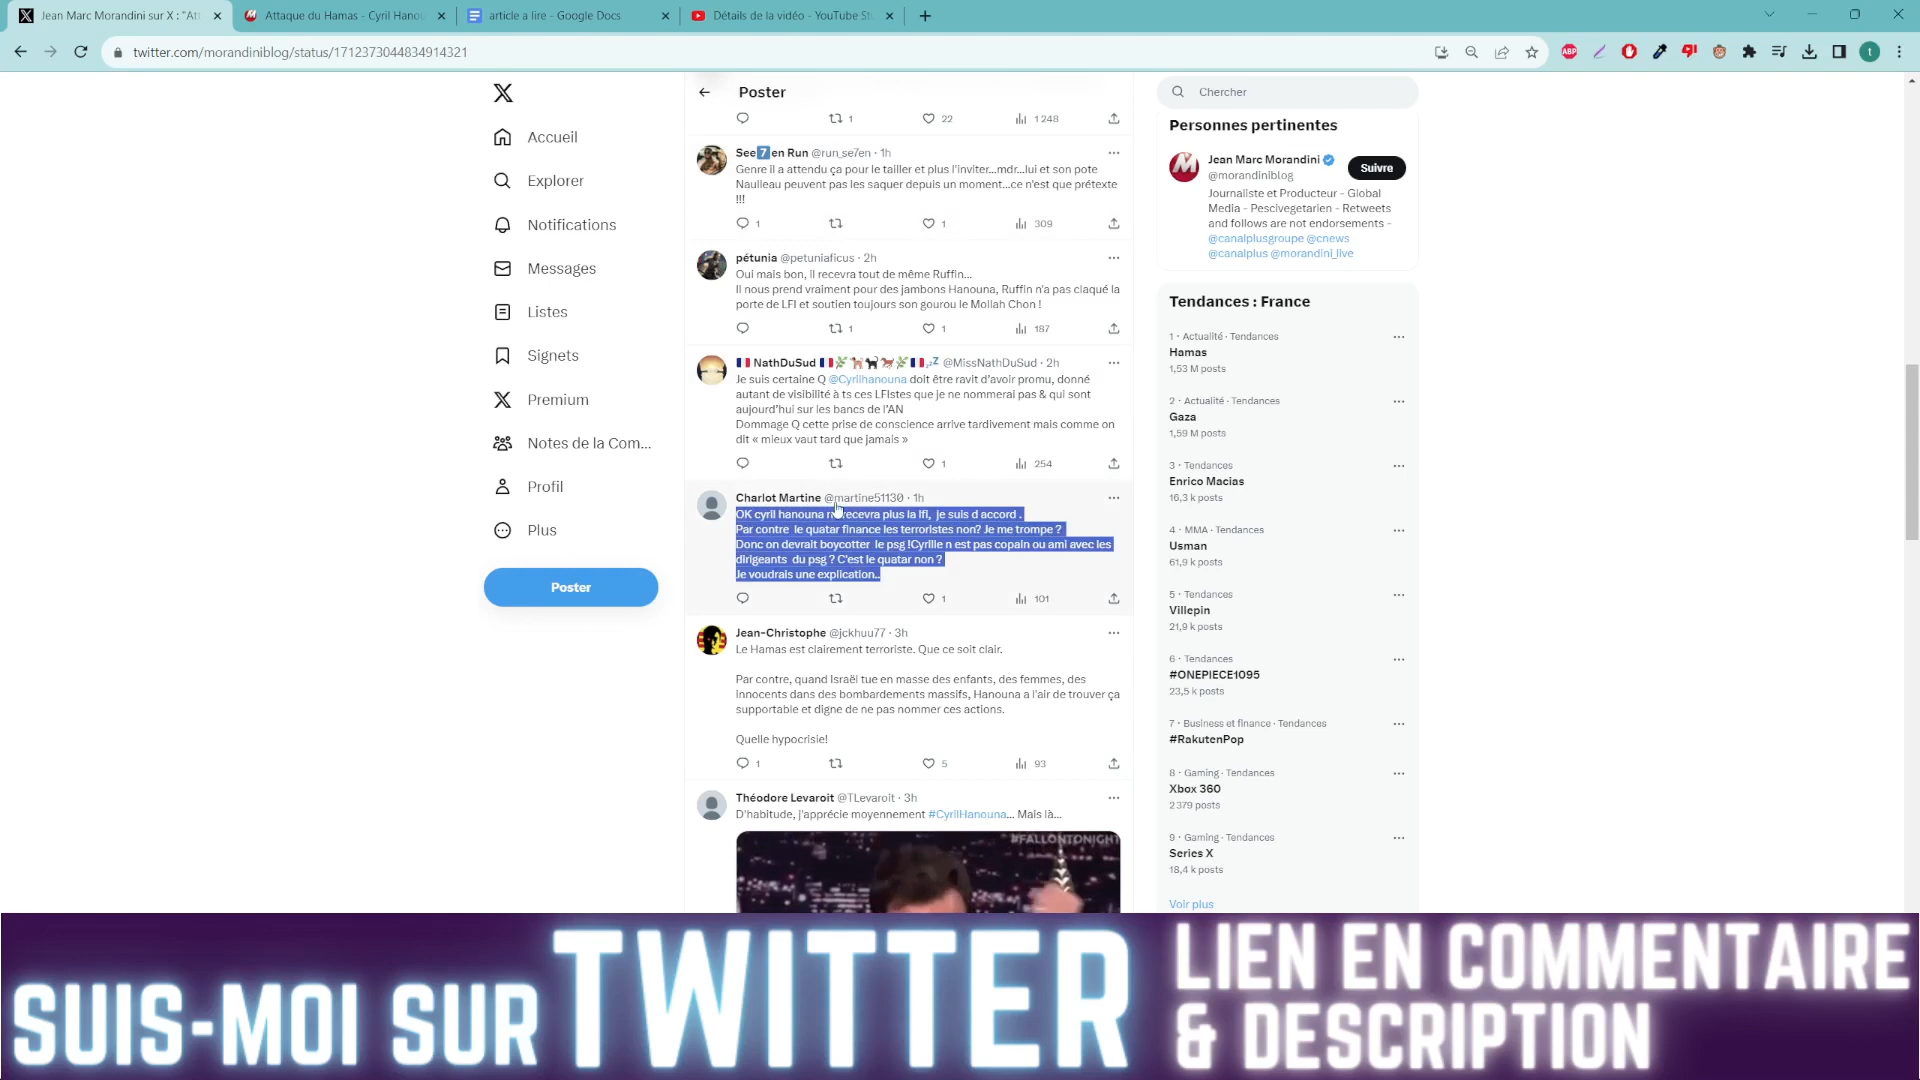 Jean Marc Morandini sur X : "Att
Attaque du Hamas - Cyril Hanou
article a lire - Google Docs
Détails de la vidéo - YouTube St
twitter.com/morandiniblog/status/1712373044834914321
ABP
t
Accueil
Explorer
Notifications
Messages
Listes
Signets
Premium
Notes de la Com...
Profil
Plus
Poster
Poster
1
22
1 248
See7️⃣en Run @run_se7en · 1h
Genre il a attendu ça pour le tailler et plus l'inviter...mdr...lui et son pote
Naulleau peuvent pas les saquer depuis un moment...ce n'est que prétexte
!!!
1
1
309
pétunia @petuniaficus · 2h
Oui mais bon, il recevra tout de même Ruffin...
Il nous prend vraiment pour des jambons Hanouna, Ruffin n'a pas claqué la
porte de LFI et soutien toujours son gourou le Mollah Chon !
1
1
187
🇫🇷 NathDuSud 🇫🇷🌿🐕🐈‍⬛🐎🌿🇫🇷💤 @MissNathDuSud · 2h
Je suis certaine Q @Cyrilhanouna doit être ravit d'avoir promu, donné
autant de visibilité à ts ces LFIstes que je ne nommerai pas & qui sont
aujourd'hui sur les bancs de l'AN
Dommage Q cette prise de conscience arrive tardivement mais comme on
dit « mieux vaut tard que jamais »
1
254
Charlot Martine @martine51130 · 1h
OK cyril hanouna recevra plus la lfi, je suis d accord .
Par contre le quatar finance les terroristes non? Je me trompe ?
Donc on devrait boycotter le psg !Cyrille n est pas copain ou ami avec les
dirigeants du psg ? C'est le quatar non ?
Je voudrais une explication..
1
101
Jean-Christophe @jckhuu77 · 3h
Le Hamas est clairement terroriste. Que ce soit clair.
Par contre, quand Israël tue en masse des enfants, des femmes, des
innocents dans des bombardements massifs, Hanouna a l'air de trouver ça
supportable et digne de ne pas nommer ces actions.
Quelle hypocrisie!
1
5
93
Théodore Levaroit @TLevaroit · 3h
D'habitude, j'apprécie moyennement #CyrilHanouna... Mais là...
#FALLONTONIGHT
Chercher
Personnes pertinentes
Jean Marc Morandini
@morandiniblog
Suivre
Journaliste et Producteur - Global
Media - Pescivegetarien - Retweets
and follows are not endorsements -
@canalplusgroupe @cnews
@canalplus @morandini_live
Tendances : France
1 · Actualité · Tendances
Hamas
1,53 M posts
2 · Actualité · Tendances
Gaza
1,59 M posts
3 · Tendances
Enrico Macias
16,3 k posts
4 · MMA · Tendances
Usman
61,9 k posts
5 · Tendances
Villepin
21,9 k posts
6 · Tendances
#ONEPIECE1095
23,5 k posts
7 · Business et finance · Tendances
#RakutenPop
8 · Gaming · Tendances
Xbox 360
2 379 posts
9 · Gaming · Tendances
Series X
18,4 k posts
Voir plus
SUIS-MOI SUR TWITTER
LIEN EN COMMENTAIRE
& DESCRIPTION